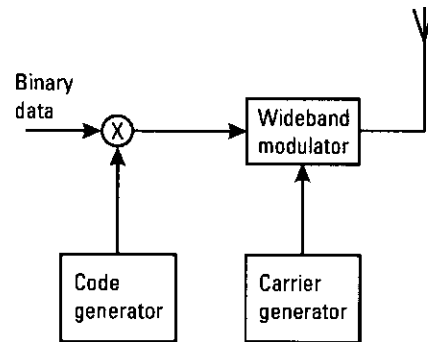 Binary
data
X
Wideband
modulator
Code
generator
Carrier
generator